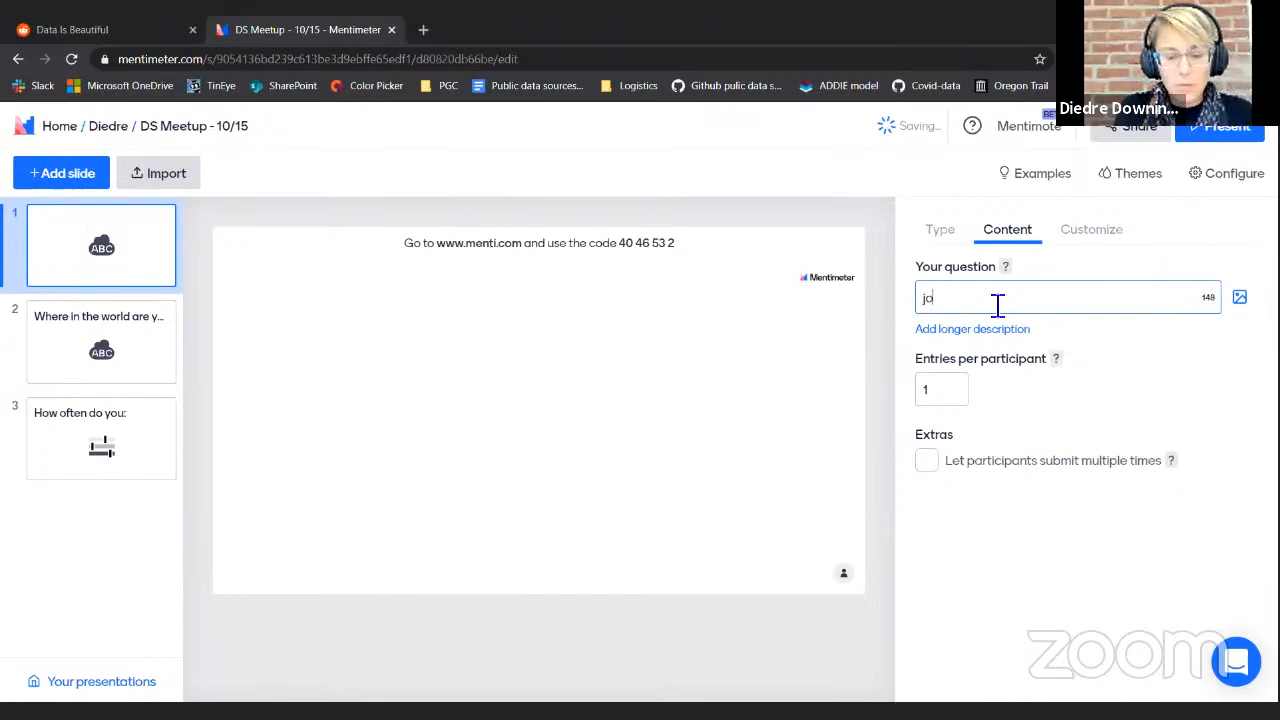 Data Is Beautiful
DS Meetup - 10/15 - Mentimeter
mentimeter.com/s/9054136bd239c613be3d9ebffe65edf1/d80820db66be/edit
Slack
Microsoft OneDrive
TinEye
SharePoint
Color Picker
PGC
Public data sources...
Logistics
Github pulic data s...
ADDIE model
Covid-data
Oregon Trail
Diedre Downin...
Home / Diedre / DS Meetup - 10/15
Saving...
?
Mentimote
Share
Present
+ Add slide
Import
Examples
Themes
Configure
1
ABC
2
Where in the world are y...
ABC
3
How often do you:
Your presentations
Go to www.menti.com and use the code 40 46 53 2
Mentimeter
Type
Content
Customize
Your question ?
jo
148
Add longer description
Entries per participant ?
1
Extras
Let participants submit multiple times ?
zoom